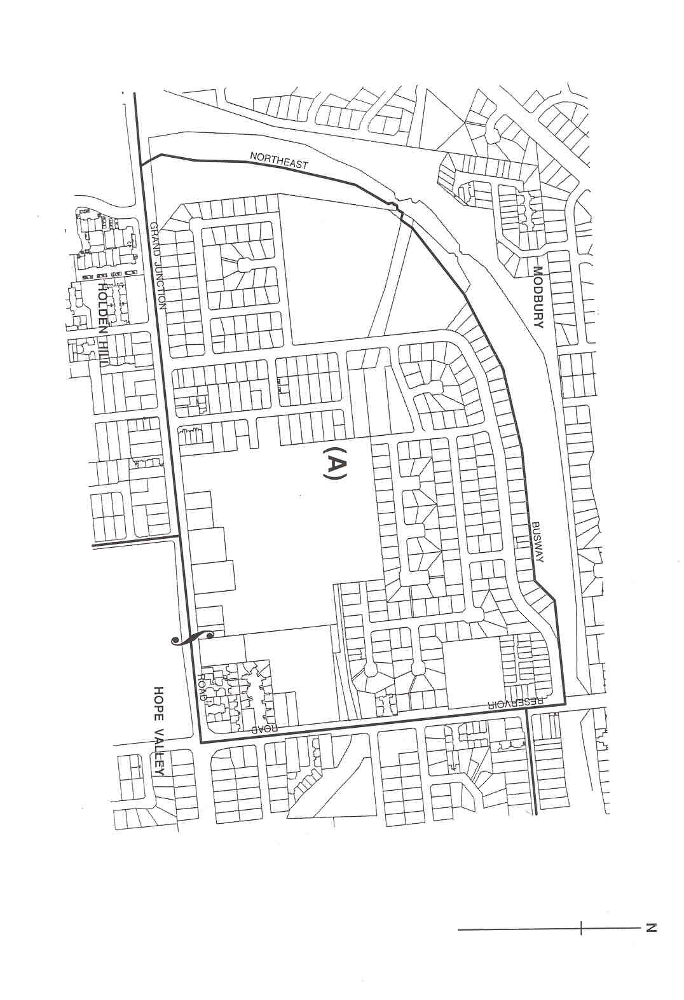 NORTHEAST
BUSWAY
MODBURY
GRAND JUNCTION
ROAD
HOLDEN HILL
(A)
RESERVOIR
ROAD
HOPE VALLEY
N